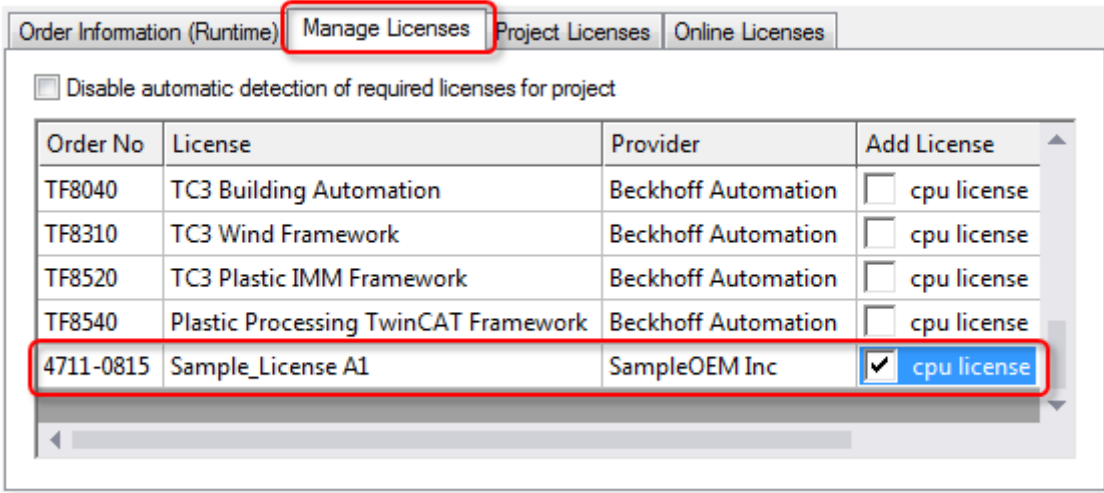 Order Information (Runtime) Manage Licenses Project Licenses Online Licenses
Disable automatic detection of required licenses for project
Order No License Provider Add License
TF8040 TC3 Building Automation Beckhoff Automation cpu license
TF8310 TC3 Wind Framework Beckhoff Automation cpu license
TF8520 TC3 Plastic IMM Framework Beckhoff Automation cpu license
TF8540 Plastic Processing TwinCAT Framework Beckhoff Automation cpu license
4711-0815 Sample_License A1 SampleOEM Inc cpu license